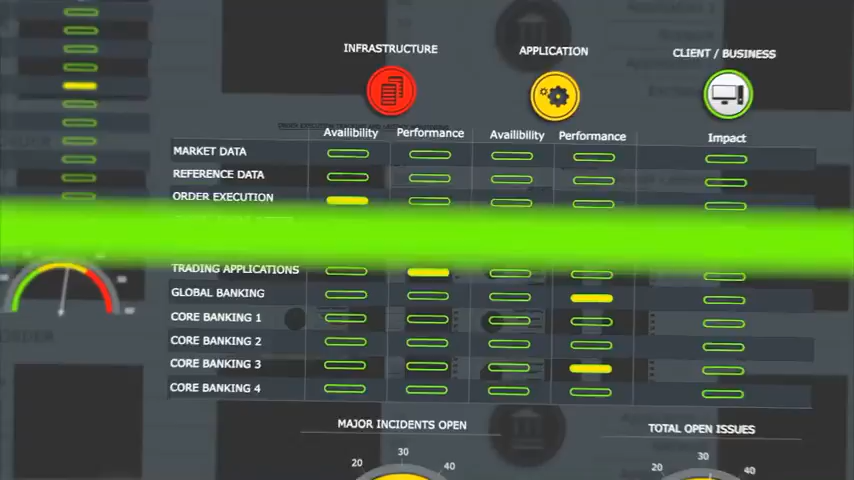 INFRASTRUCTURE APPLICATION CLIENT / BUSINESS
Availibility Performance Availibility Performance Impact
MARKET DATA
REFERENCE DATA
ORDER EXECUTION
TRADING APPLICATIONS
GLOBAL BANKING
CORE BANKING 1
CORE BANKING 2
CORE BANKING 3
CORE BANKING 4
MAJOR INCIDENTS OPEN TOTAL OPEN ISSUES
20 30 40 20 30 40